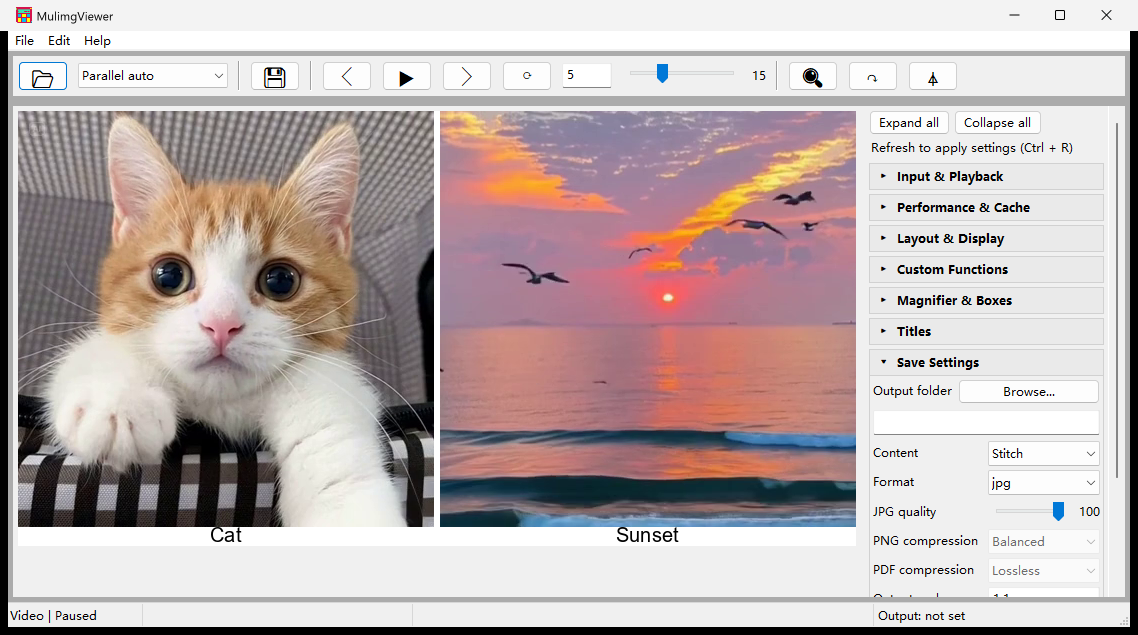 MulimgViewer
File Edit Help
Parallel auto
5
15
Expand all Collapse all
Refresh to apply settings (Ctrl + R)
Input & Playback
Performance & Cache
Layout & Display
Custom Functions
Magnifier & Boxes
Titles
Save Settings
Output folder Browse...
Content Stitch
Format jpg
JPG quality 100
PNG compression Balanced
PDF compression Lossless
Cat Sunset
Video | Paused
Output: not set